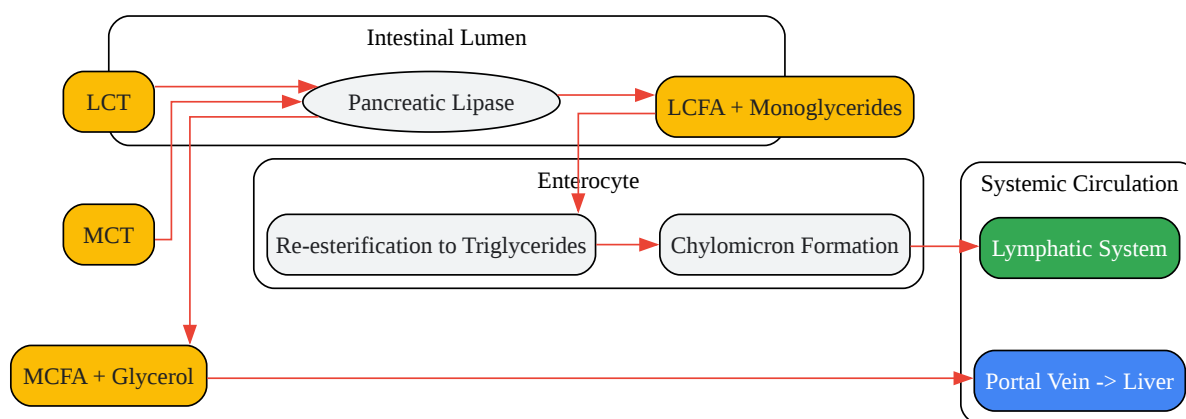 Intestinal Lumen
LCT
Pancreatic Lipase
LCFA + Monoglycerides
Enterocyte
Systemic Circulation
MCT
Re-esterification to Triglycerides
Chylomicron Formation
Lymphatic System
MCFA + Glycerol
Portal Vein -> Liver